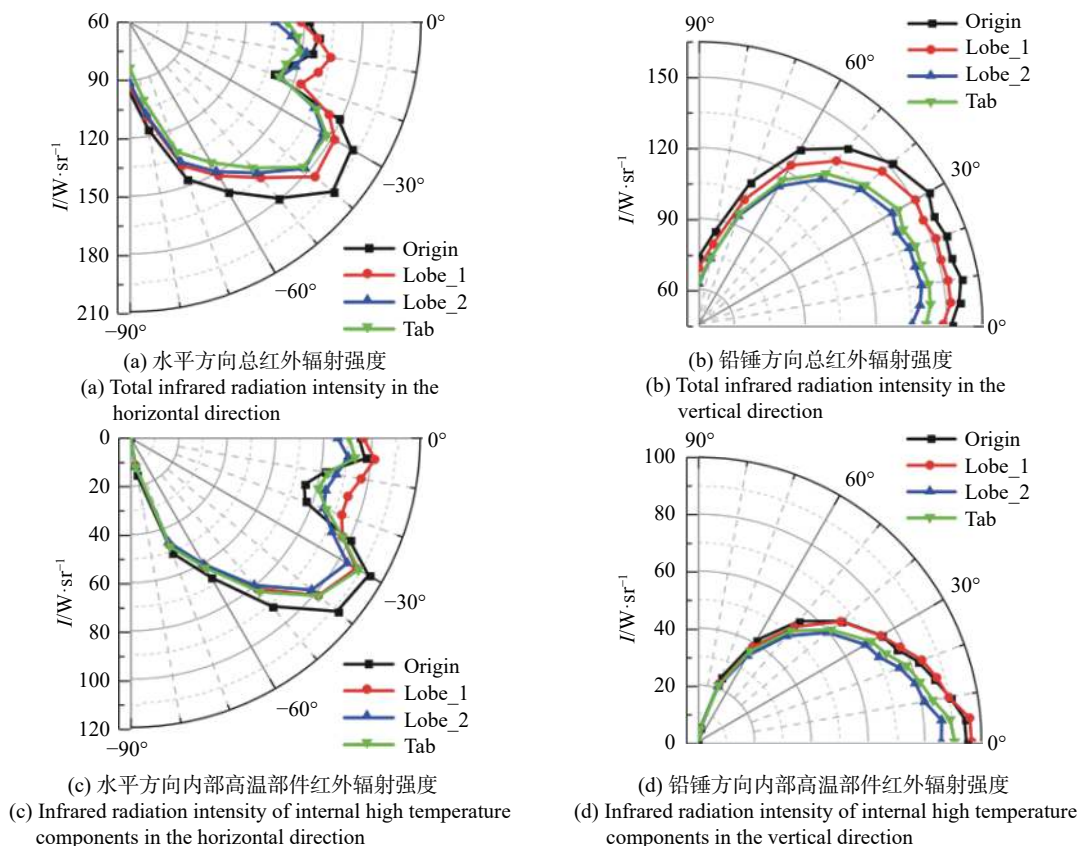 60
90
120
150
180
210
I/W·sr⁻¹
0°
−30°
−60°
−90°
Origin
Lobe_1
Lobe_2
Tab
(a) 水平方向总红外辐射强度
(a) Total infrared radiation intensity in the
horizontal direction
90°
150
120
90
60
I/W·sr⁻¹
60°
30°
0°
Origin
Lobe_1
Lobe_2
Tab
(b) 铅锤方向总红外辐射强度
(b) Total infrared radiation intensity in the
vertical direction
0
20
40
60
80
100
120
I/W·sr⁻¹
0°
−30°
−60°
−90°
Origin
Lobe_1
Lobe_2
Tab
(c) 水平方向内部高温部件红外辐射强度
(c) Infrared radiation intensity of internal high temperature
components in the horizontal direction
90°
100
80
60
40
20
0
I/W·sr⁻¹
60°
30°
0°
Origin
Lobe_1
Lobe_2
Tab
(d) 铅锤方向内部高温部件红外辐射强度
(d) Infrared radiation intensity of internal high temperature
components in the vertical direction